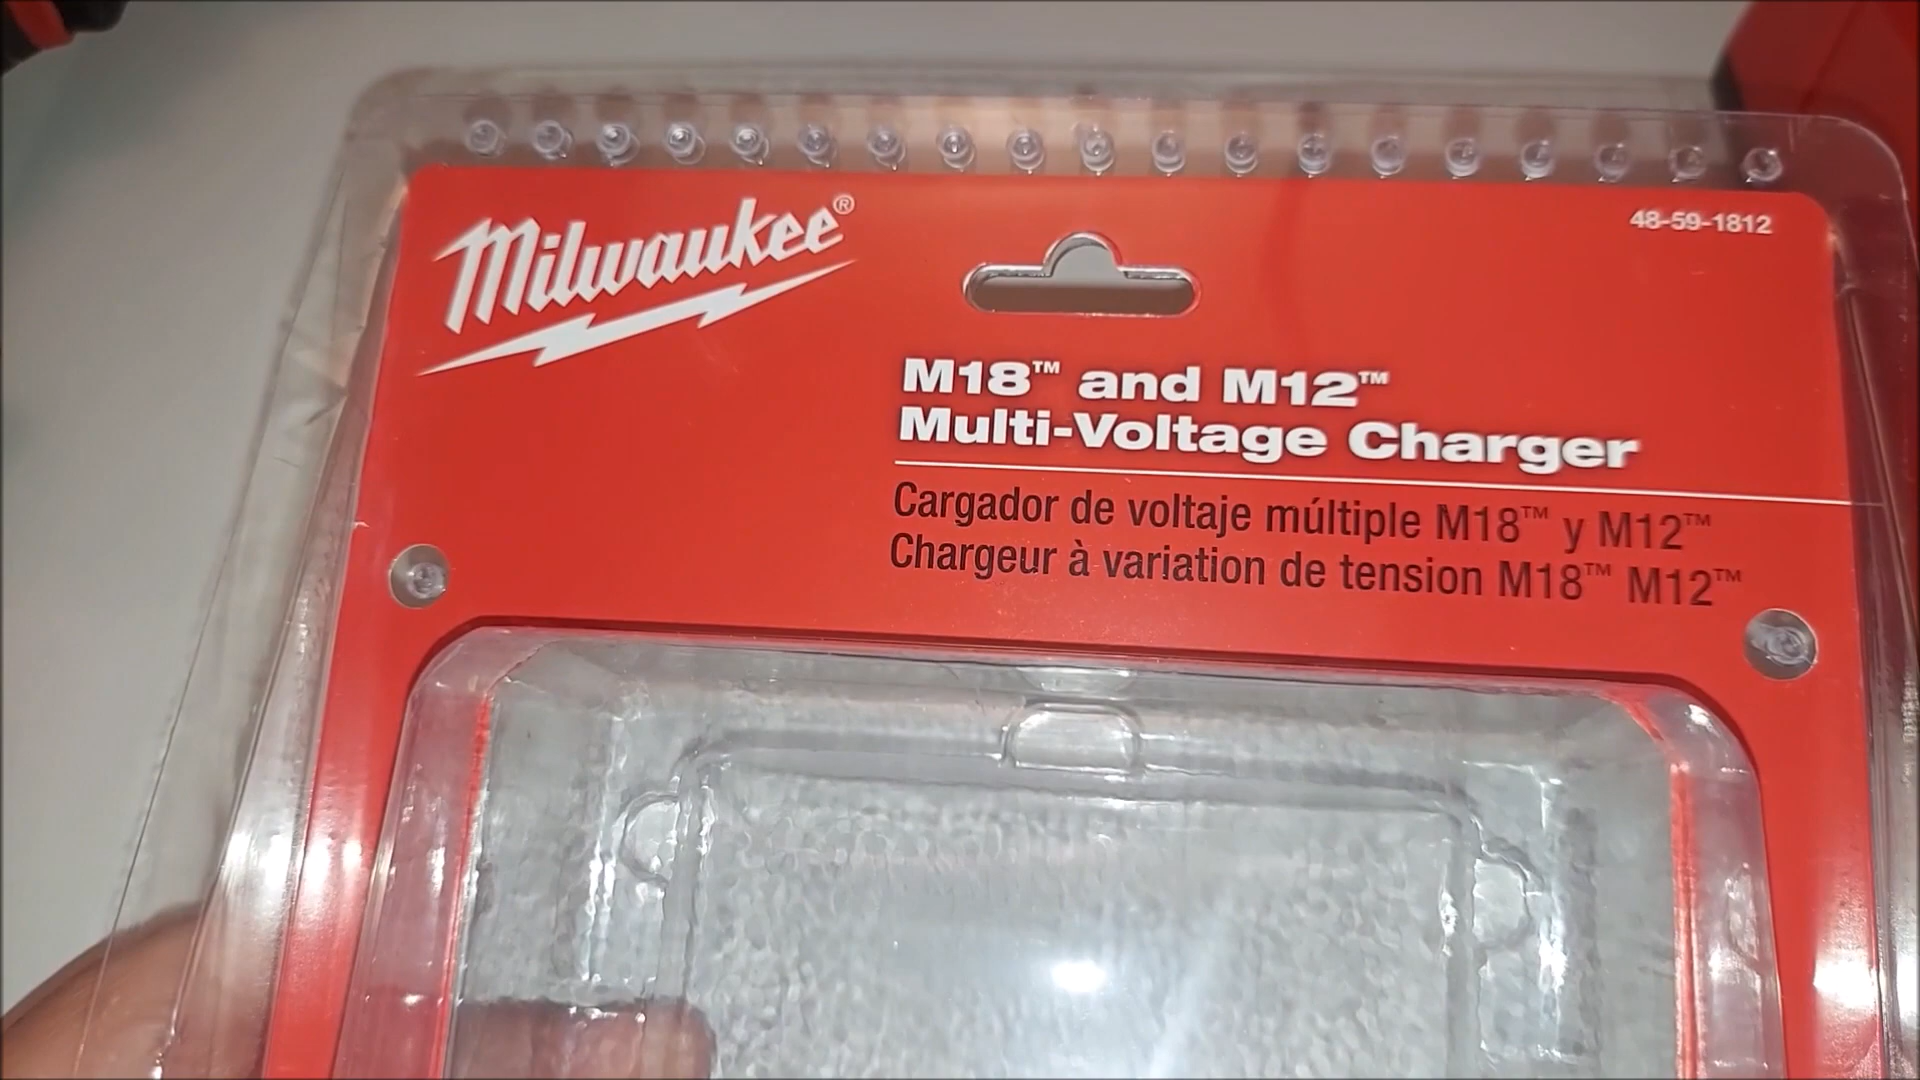 Milwaukee®
48-59-1812
M18™ and M12™
Multi-Voltage Charger
Cargador de voltaje múltiple M18™ y M12™
Chargeur à variation de tension M18™ M12™